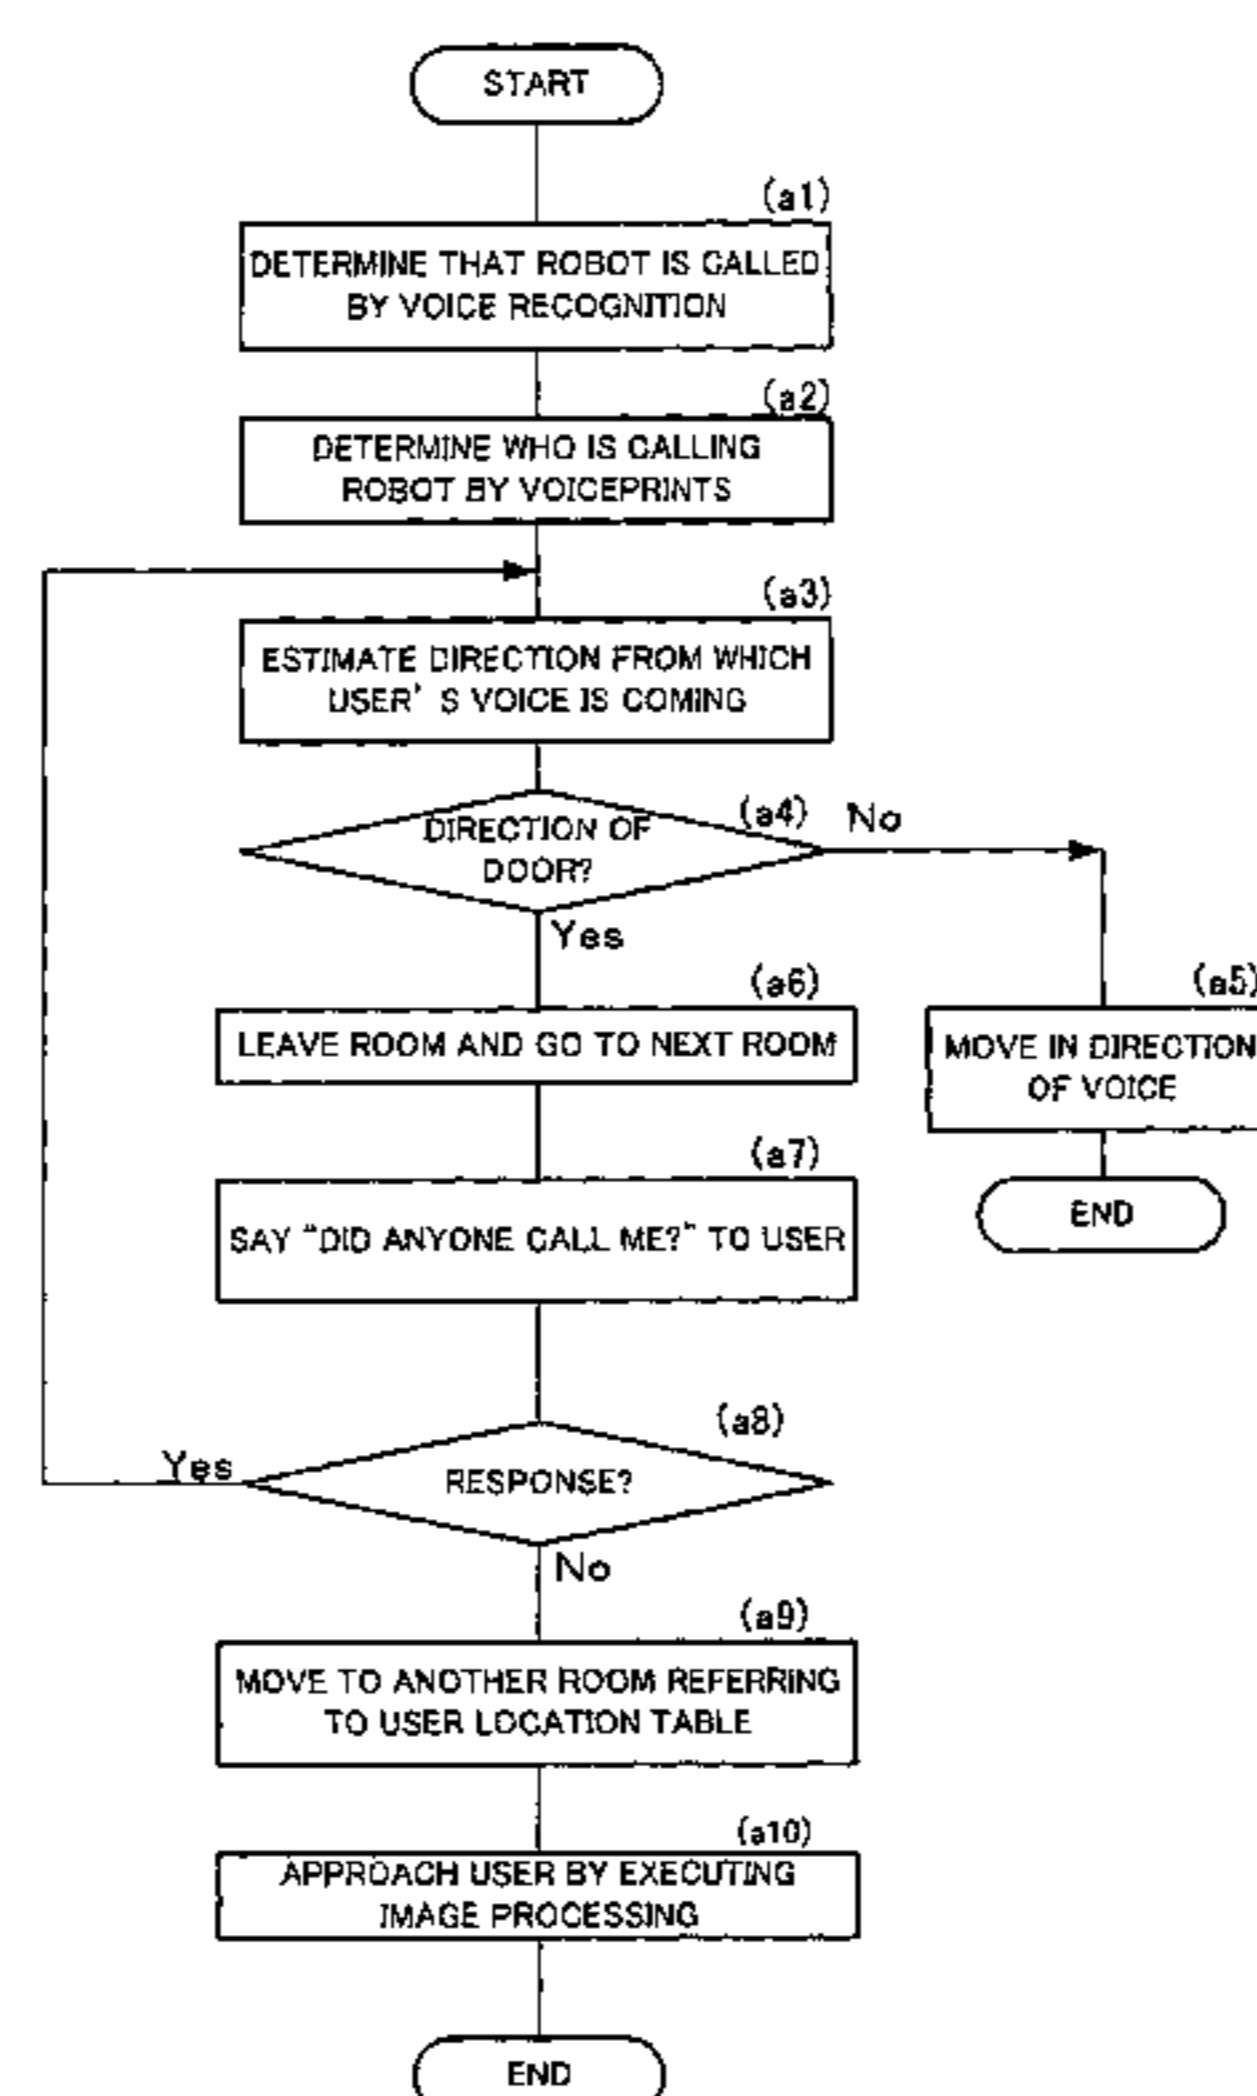 START
(a1)
DETERMINE THAT ROBOT IS CALLED
BY VOICE RECOGNITION
(a2)
DETERMINE WHO IS CALLING
ROBOT BY VOICEPRINTS
(a3)
ESTIMATE DIRECTION FROM WHICH
USER' S VOICE IS COMING
(a4)
No
DIRECTION OF
DOOR?
Yes
(a6)
LEAVE ROOM AND GO TO NEXT ROOM
(a5)
MOVE IN DIRECTION
OF VOICE
END
(a7)
SAY "DID ANYONE CALL ME?" TO USER
(a8)
Yes
RESPONSE?
No
(a9)
MOVE TO ANOTHER ROOM REFERRING
TO USER LOCATION TABLE
(a10)
APPROACH USER BY EXECUTING
IMAGE PROCESSING
END